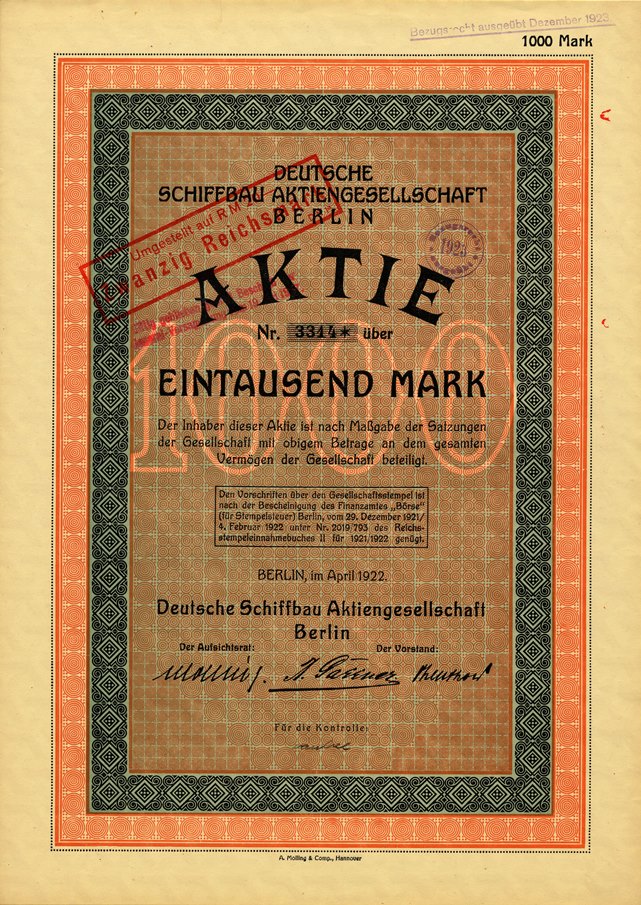 Bezugsrecht ausgeübt Dezember 1923.
1000 Mark
DEUTSCHE
SCHIFFBAU AKTIENGESELLSCHAFT
BERLIN
Umgestellt auf RM
Zwanzig Reichsmark
1923
AKTIE
Nr. 3314* über
1000
EINTAUSEND MARK
Der Inhaber dieser Aktie ist nach Maßgabe der Satzungen
der Gesellschaft mit obigem Betrage an dem gesamten
Vermögen der Gesellschaft beteiligt.
Den Vorschriften über den Gesellschaftsstempel ist
nach der Bescheinigung des Finanzamtes „Börse"
(für Stempelsteuer) Berlin, vom 29. Dezember 1921/
4. Februar 1922 unter Nr. 2019/793 des Reichs-
stempeleinnahmebuches II für 1921/1922 genügt.
BERLIN, im April 1922.
Deutsche Schiffbau Aktiengesellschaft
Berlin
Der Aufsichtsrat: Der Vorstand:
Für die Kontrolle:
A. Molling & Comp., Hannover